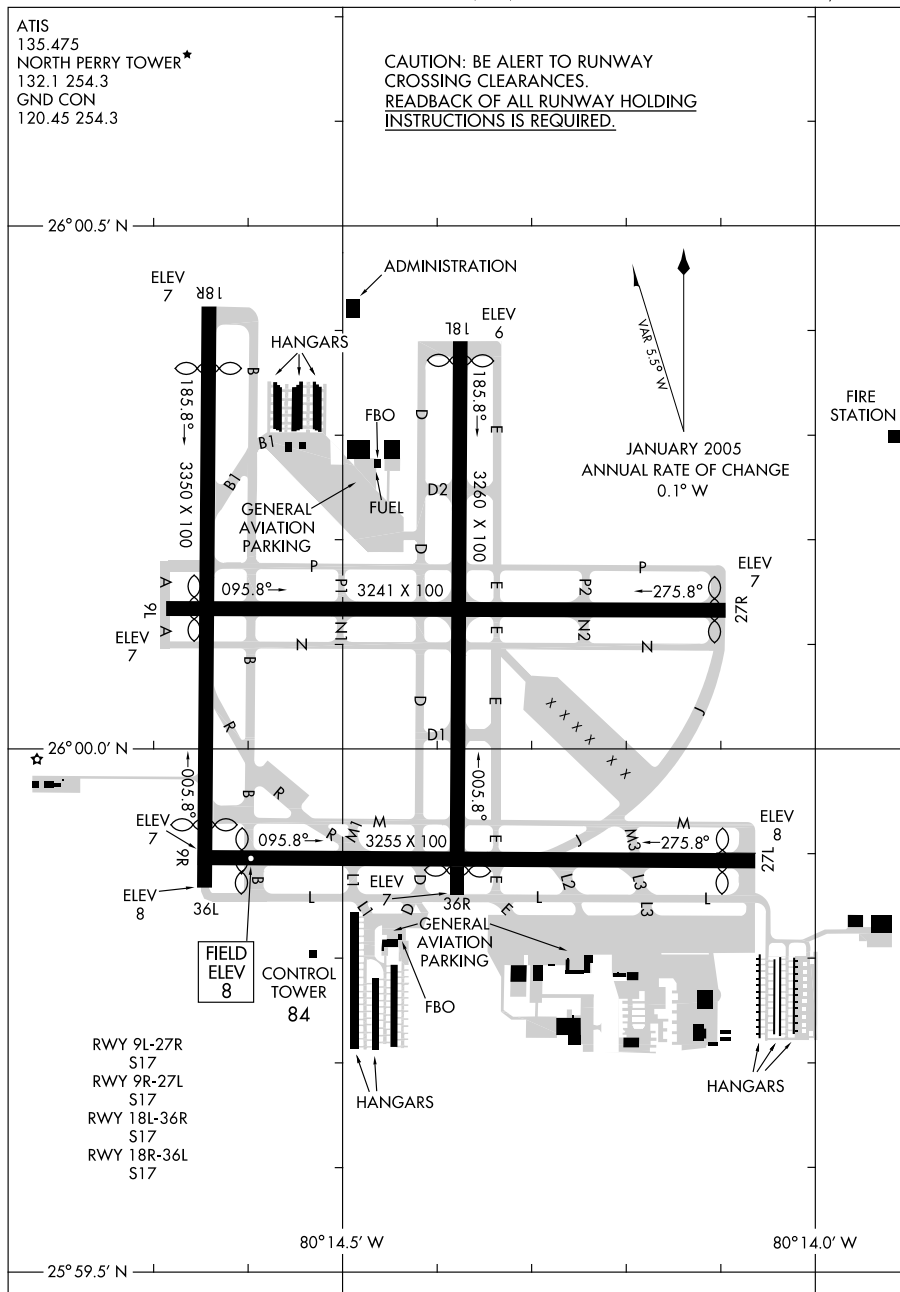 ATIS
135.475
NORTH PERRY TOWER★
132.1 254.3
GND CON
120.45 254.3
CAUTION: BE ALERT TO RUNWAY
CROSSING CLEARANCES.
READBACK OF ALL RUNWAY HOLDING
INSTRUCTIONS IS REQUIRED.
26°00.5' N
ELEV
7
18R
ADMINISTRATION
ELEV
6
18L
VAR 5.5° W
HANGARS
B
185.8°
185.8°
FIRE
STATION
D
E
FBO
B1
JANUARY 2005
ANNUAL RATE OF CHANGE
0.1° W
B1
3350 X 100
D2
3260 X 100
FUEL
GENERAL
AVIATION
PARKING
D
P
P
ELEV
7
A
095.8°
P1
3241 X 100
E
P2
275.8°
9L
27R
A
N1
E
N2
ELEV
7
N
N
B
D
E
J
R
X X X X
X X
D1
26°00.0' N
005.8°
005.8°
B
R
ELEV
7
9R
095.8°
R
M1
M
3255 X 100
E
J
M3
M
275.8°
ELEV
8
27L
ELEV
8
36L
B
L
L1
L1
ELEV
7
D
D
36R
E
E
L2
L3
L3
L
GENERAL
AVIATION
PARKING
FIELD
ELEV
8
CONTROL
TOWER
84
FBO
RWY 9L-27R
S17
RWY 9R-27L
S17
RWY 18L-36R
S17
RWY 18R-36L
S17
HANGARS
HANGARS
80°14.5' W
80°14.0' W
25°59.5' N